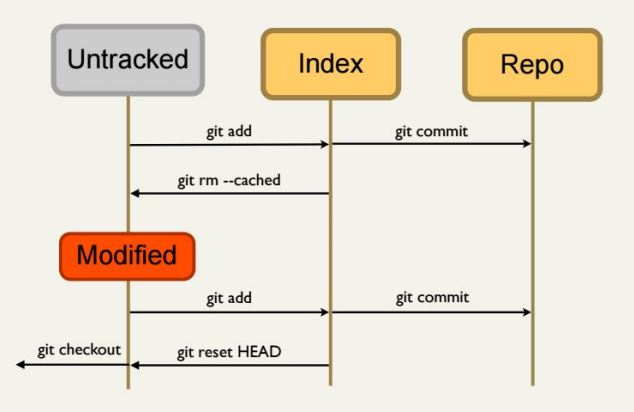 Untracked
Index
Repo
git add
git commit
git rm --cached
Modified
git add
git commit
git checkout
git reset HEAD